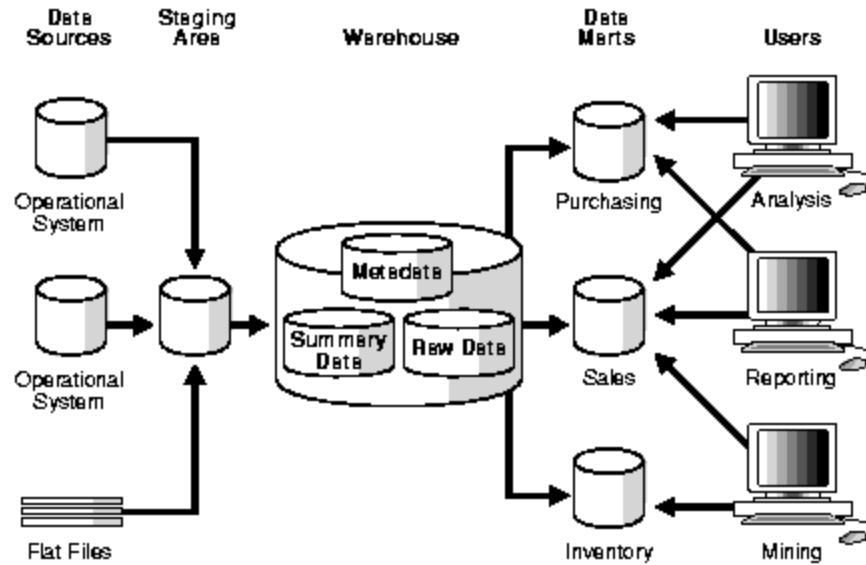 Data Sources
Staging Area
Warehouse
Data Marts
Users
Operational System
Purchasing
Analysis
Metadata
Summary Data
Raw Data
Operational System
Sales
Reporting
Flat Files
Inventory
Mining